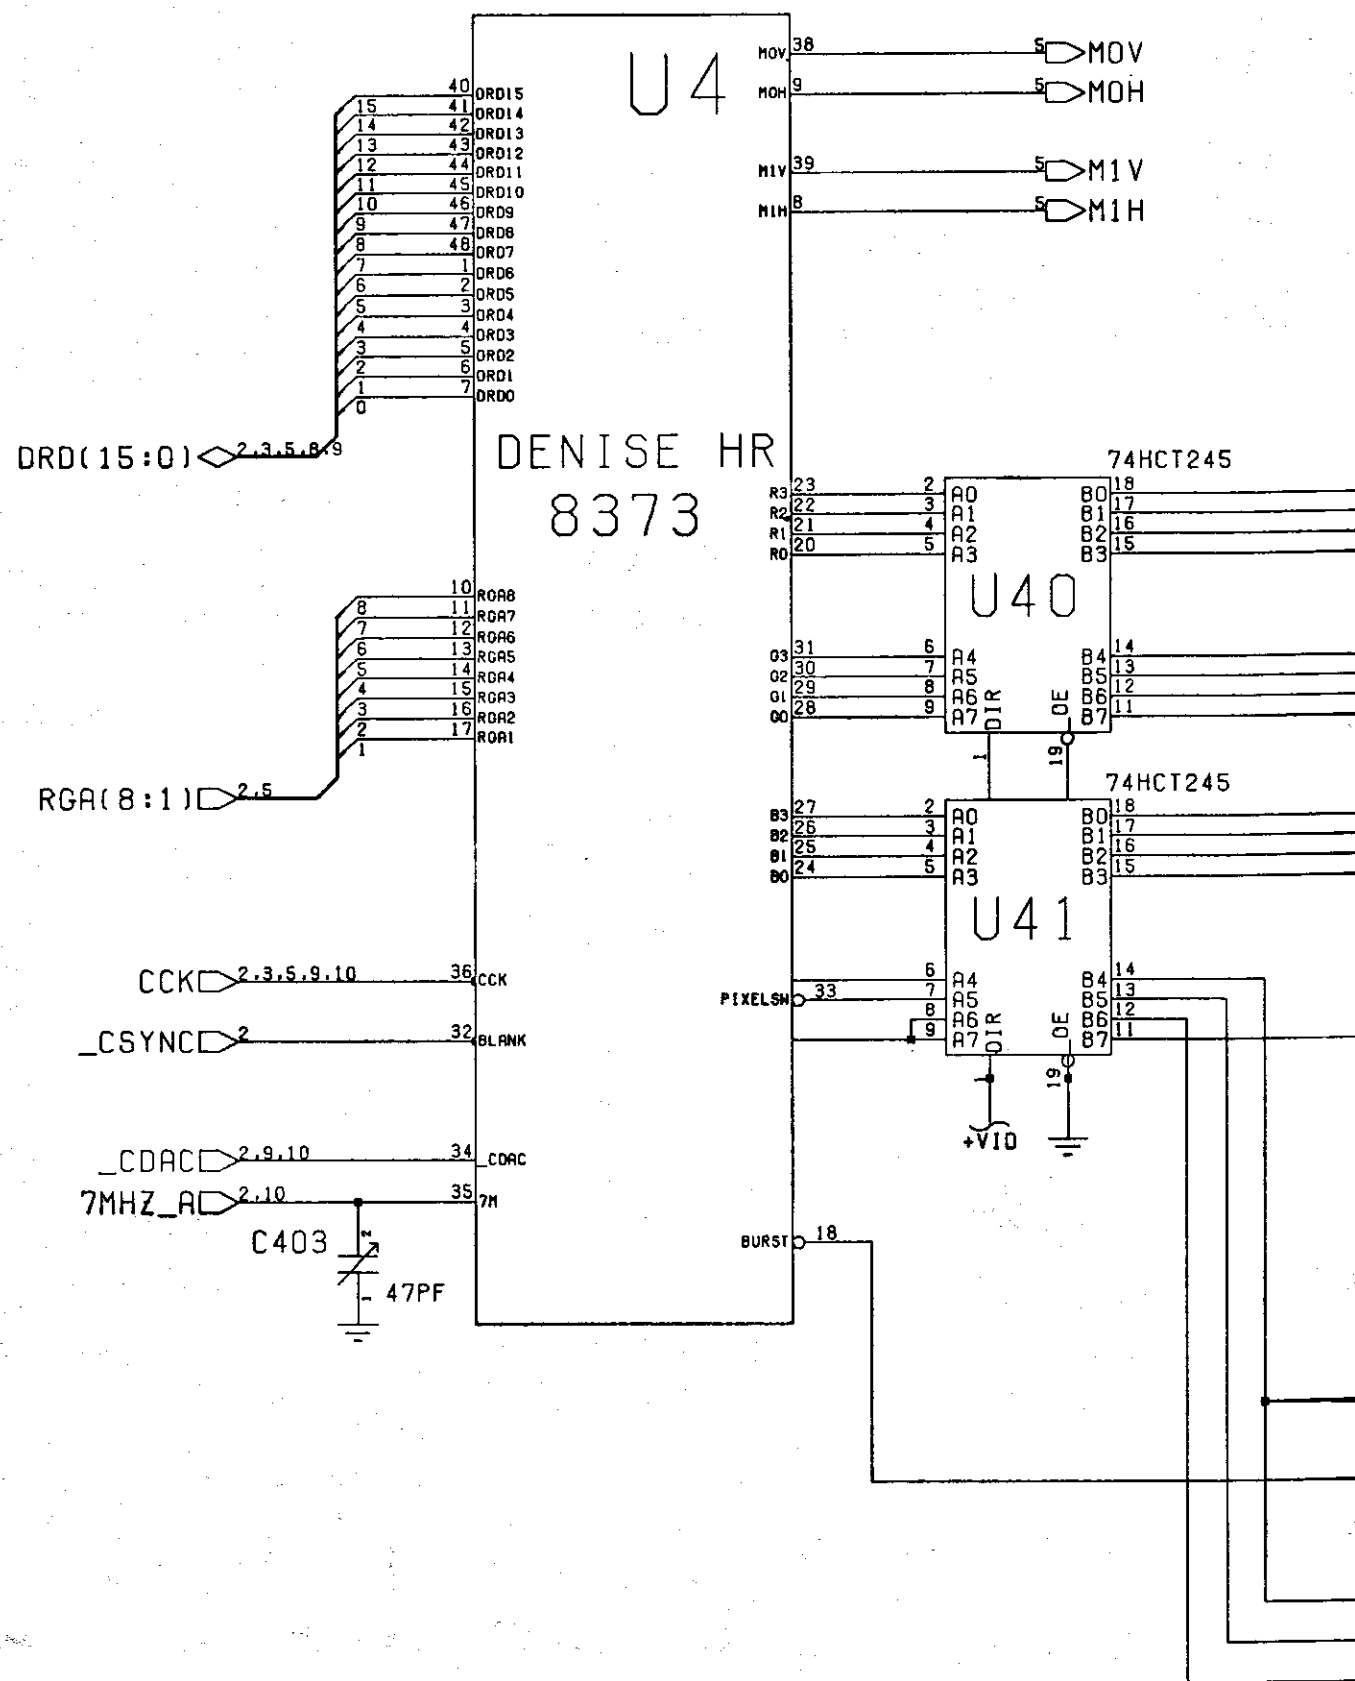 U4
MOV 38 5 MOV
MOH 9 5 MOH
M1V 39 5 M1V
M1H 8 5 M1H
40 DRD15
15 41 DRD14
14 42 DRD13
13 43 DRD12
12 44 DRD11
11 45 DRD10
10 46 DRD9
9 47 DRD8
8 48 DRD7
7 1 DRD6
6 2 DRD5
5 3 DRD4
4 4 DRD3
3 5 DRD2
2 6 DRD1
1 7 DRD0
0
DRD(15:0) 2,3,5,8,9
DENISE HR
8373
74HCT245
R3 23 2 A0 B0 18
R2 22 3 A1 B1 17
R1 21 4 A2 B2 16
R0 20 5 A3 B3 15
U40
G3 31 6 A4 B4 14
G2 30 7 A5 B5 13
G1 29 8 A6 B6 12
G0 28 9 A7 B7 11
DIR OE
1 19
10 RGA8
8 11 RGA7
7 12 RGA6
6 13 RGA5
5 14 RGA4
4 15 RGA3
3 16 RGA2
2 17 RGA1
1
RGA(8:1) 2,5
74HCT245
B3 27 2 A0 B0 18
B2 26 3 A1 B1 17
B1 25 4 A2 B2 16
B0 24 5 A3 B3 15
U41
6 A4 B4 14
PIXELSW 33 7 A5 B5 13
8 A6 B6 12
9 A7 B7 11
DIR OE
1 19
+VID
CCK 2,3,5,9,10 36 CCK
_CSYNC 2 32 BLANK
_CDAC 2,9,10 34 _CDAC
7MHZ_A 2,10 35 7M
C403 2
1 47PF
BURST 18